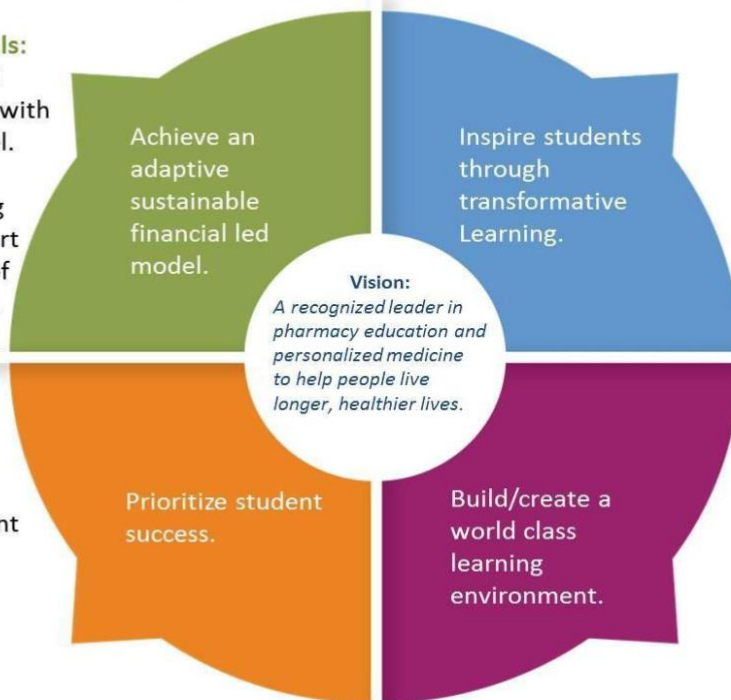 ls:
with
l.
g
rt
of
nt
Achieve an
adaptive
sustainable
financial led
model.
Inspire students
through
transformative
Learning.
Vision:
A recognized leader in
pharmacy education and
personalized medicine
to help people live
longer, healthier lives.
Prioritize student
success.
Build/create a
world class
learning
environment.